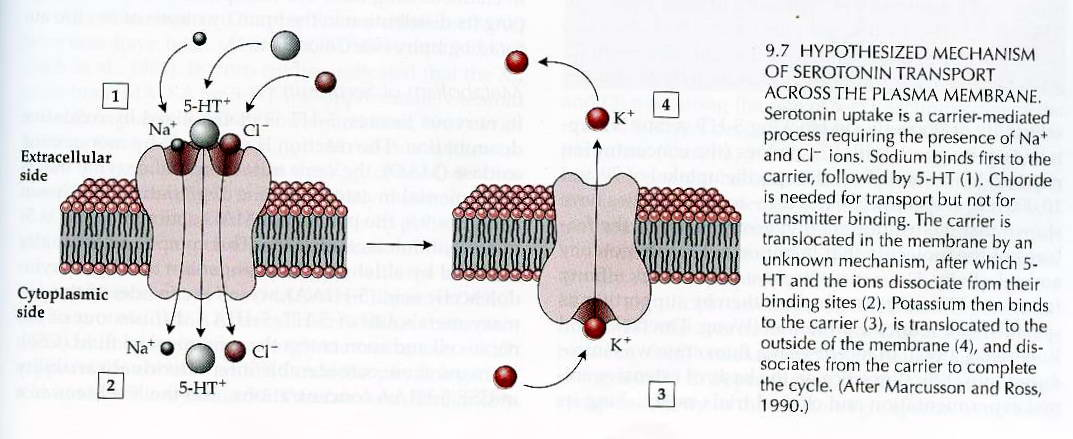 1
5-HT⁺
Na⁺
Cl⁻
Extracellular
side
Cytoplasmic
side
Na⁺
Cl⁻
5-HT⁺
2
4
K⁺
K⁺
3
9.7 HYPOTHESIZED MECHANISM
OF SEROTONIN TRANSPORT
ACROSS THE PLASMA MEMBRANE.
Serotonin uptake is a carrier-mediated
process requiring the presence of Na⁺
and Cl⁻ ions. Sodium binds first to the
carrier, followed by 5-HT (1). Chloride
is needed for transport but not for
transmitter binding. The carrier is
translocated in the membrane by an
unknown mechanism, after which 5-
HT and the ions dissociate from their
binding sites (2). Potassium then binds
to the carrier (3), is translocated to the
outside of the membrane (4), and dis-
sociates from the carrier to complete
the cycle. (After Marcusson and Ross,
1990.)